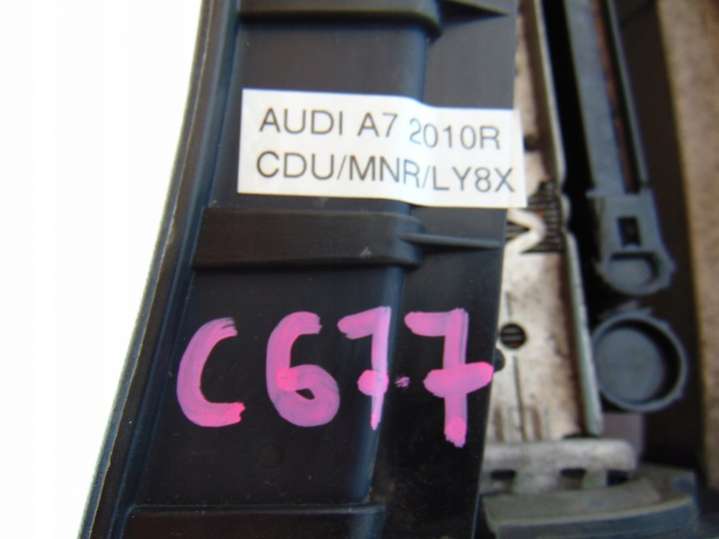 AUDI A7 2010R
CDU/MNR/LY8X
C677